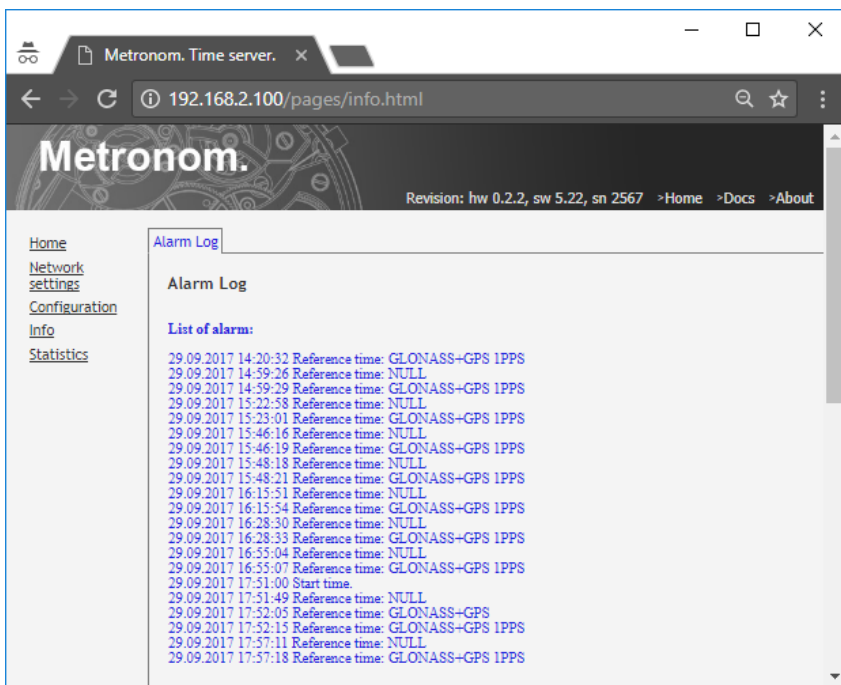 Metronom. Time server.
192.168.2.100/pages/info.html
Metronom.
Revision: hw 0.2.2, sw 5.22, sn 2567 >Home >Docs >About
Home
Network
settings
Configuration
Info
Statistics
Alarm Log
Alarm Log
List of alarm:
29.09.2017 14:20:32 Reference time: GLONASS+GPS 1PPS
29.09.2017 14:59:26 Reference time: NULL
29.09.2017 14:59:29 Reference time: GLONASS+GPS 1PPS
29.09.2017 15:22:58 Reference time: NULL
29.09.2017 15:23:01 Reference time: GLONASS+GPS 1PPS
29.09.2017 15:46:16 Reference time: NULL
29.09.2017 15:46:19 Reference time: GLONASS+GPS 1PPS
29.09.2017 15:48:18 Reference time: NULL
29.09.2017 15:48:21 Reference time: GLONASS+GPS 1PPS
29.09.2017 16:15:51 Reference time: NULL
29.09.2017 16:15:54 Reference time: GLONASS+GPS 1PPS
29.09.2017 16:28:30 Reference time: NULL
29.09.2017 16:28:33 Reference time: GLONASS+GPS 1PPS
29.09.2017 16:55:04 Reference time: NULL
29.09.2017 16:55:07 Reference time: GLONASS+GPS 1PPS
29.09.2017 17:51:00 Start time.
29.09.2017 17:51:49 Reference time: NULL
29.09.2017 17:52:05 Reference time: GLONASS+GPS
29.09.2017 17:52:15 Reference time: GLONASS+GPS 1PPS
29.09.2017 17:57:11 Reference time: NULL
29.09.2017 17:57:18 Reference time: GLONASS+GPS 1PPS